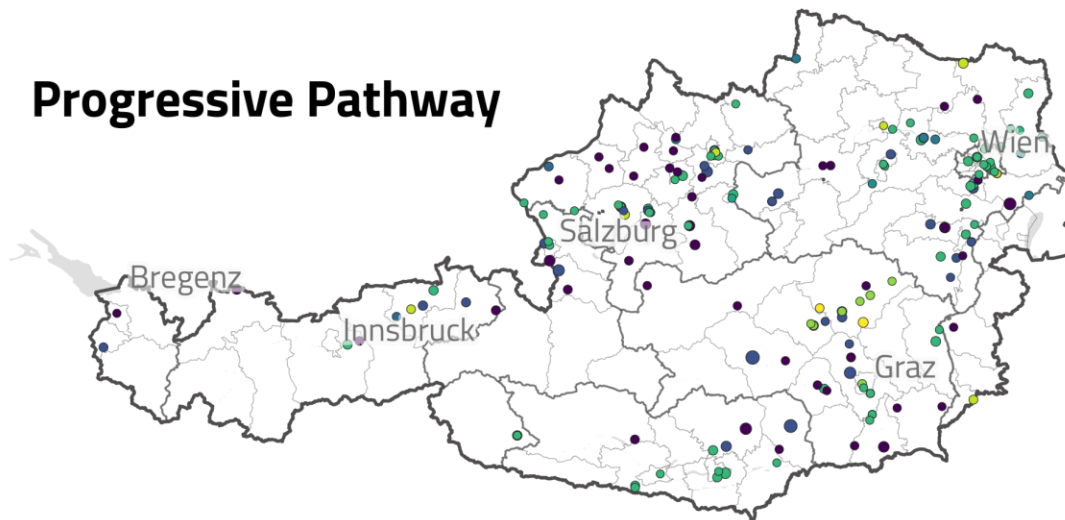 Progressive Pathway
Wien
Salzburg
Bregenz
Innsbruck
Graz